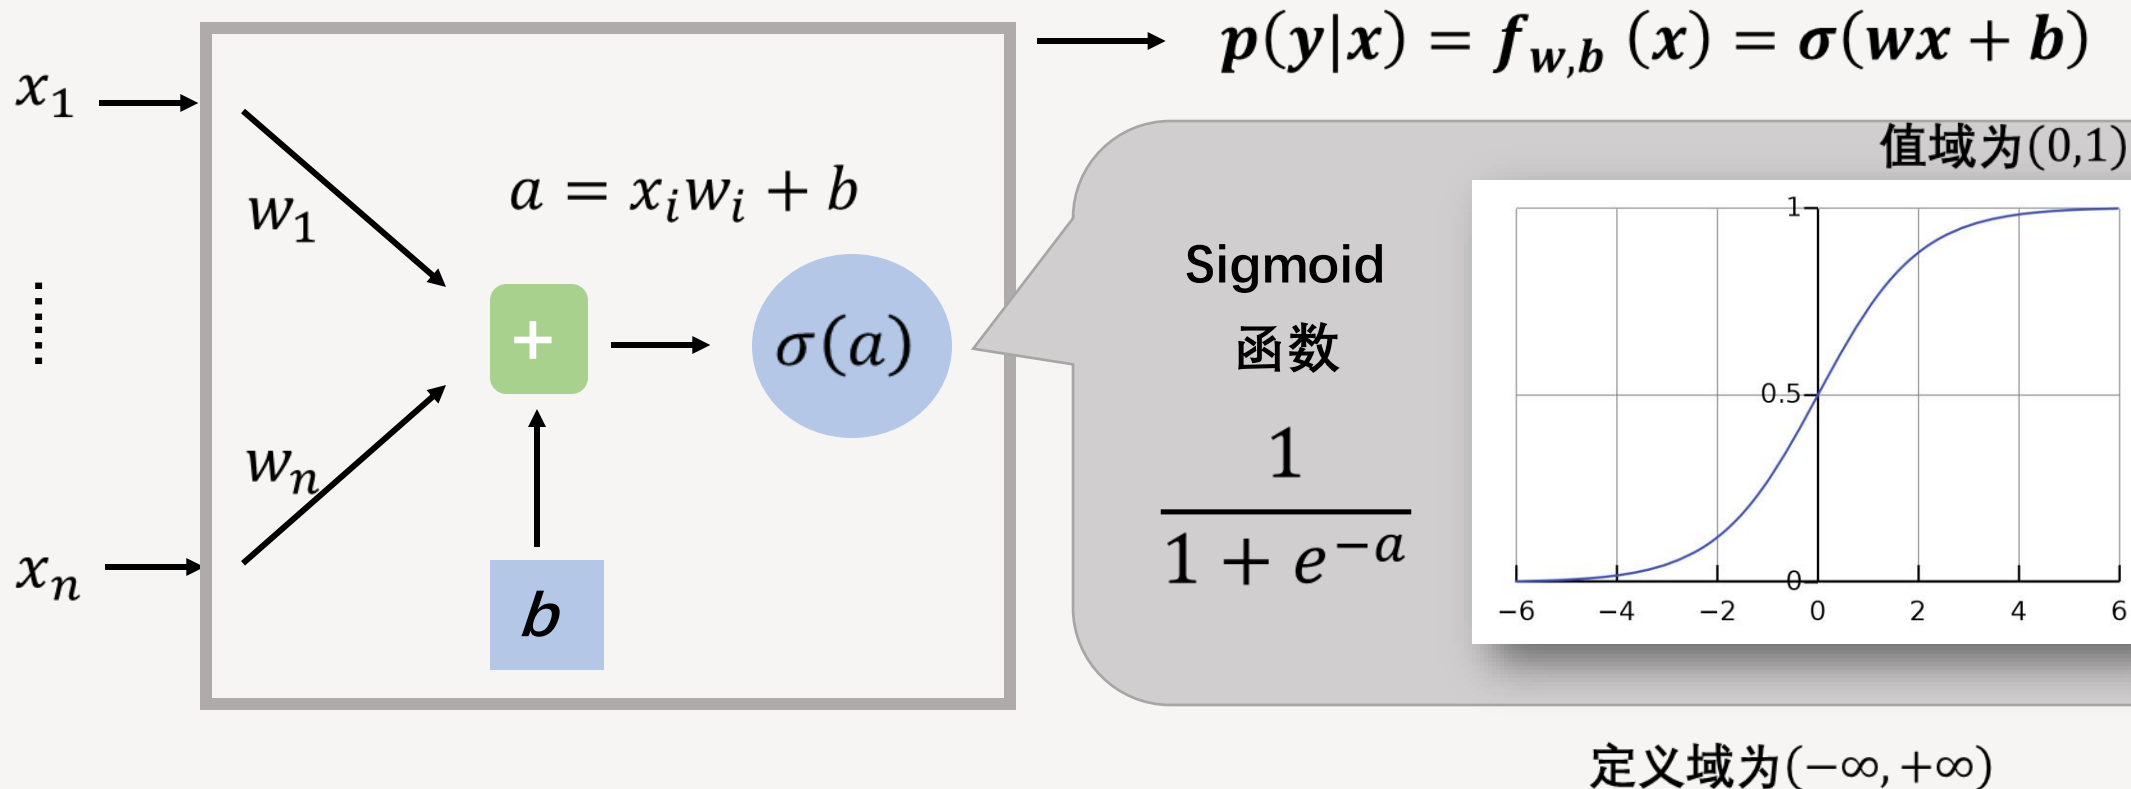 p(y|x) = f_{w,b} (x) = σ(wx + b)
x_1
w_1
a = x_i w_i + b
+
σ(a)
w_n
x_n
b
Sigmoid
函数
1
1 + e^{-a}
值域为(0,1)
1
0.5
0
−6 −4 −2 0 2 4 6
定义域为(−∞, +∞)